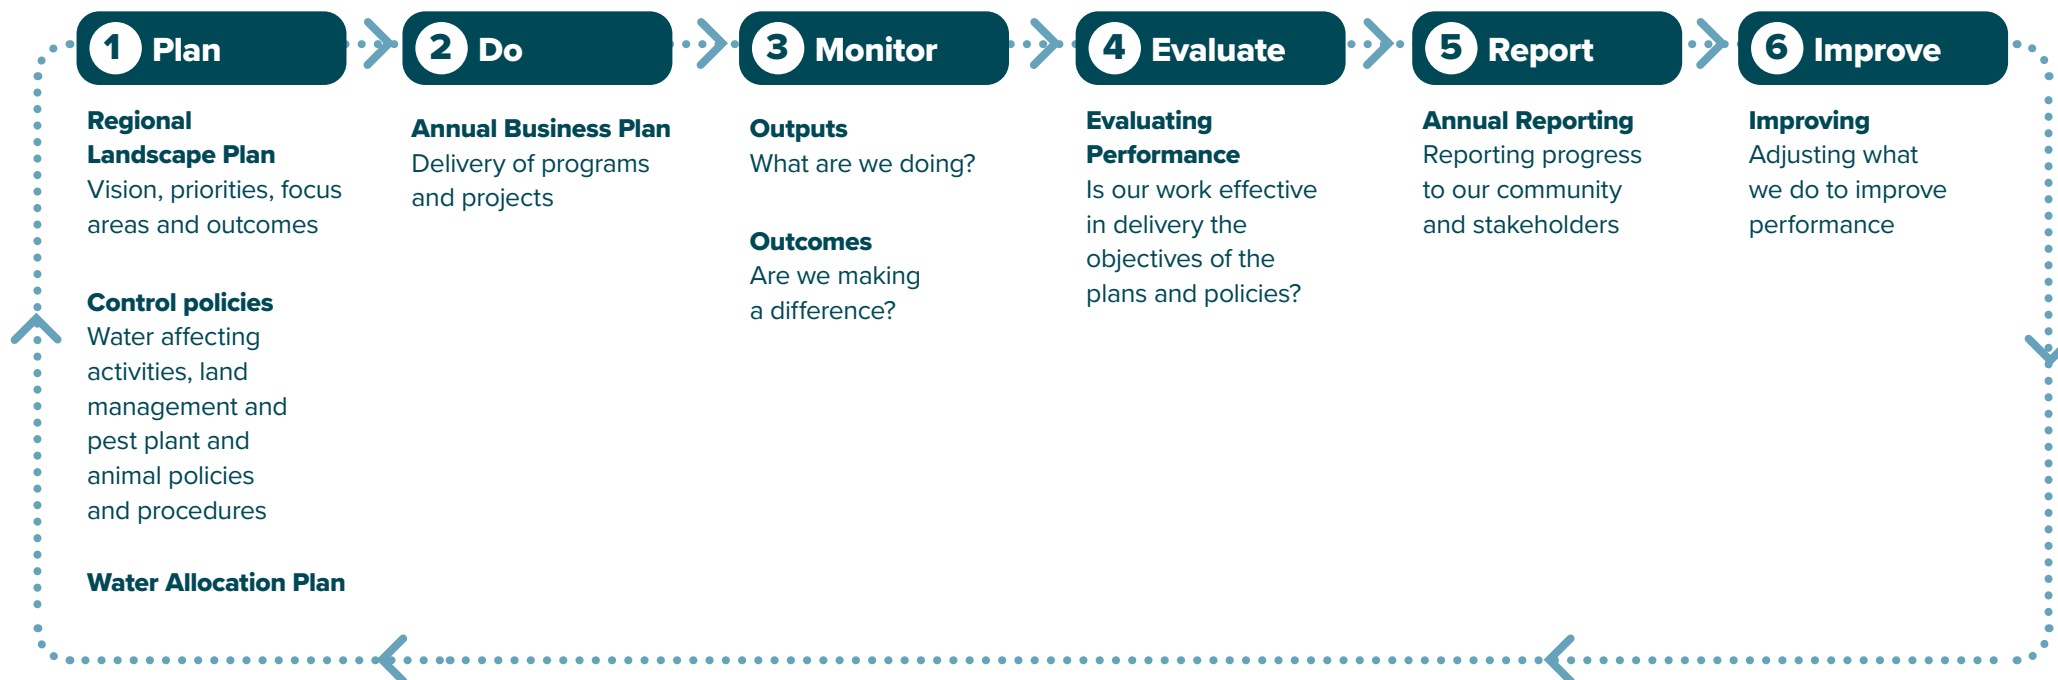 1 Plan
Regional
Landscape Plan
Vision, priorities, focus
areas and outcomes
Control policies
Water affecting
activities, land
management and
pest plant and
animal policies
and procedures
Water Allocation Plan
2 Do
Annual Business Plan
Delivery of programs
and projects
3 Monitor
Outputs
What are we doing?
Outcomes
Are we making
a difference?
4 Evaluate
Evaluating
Performance
Is our work effective
in delivery the
objectives of the
plans and policies?
5 Report
Annual Reporting
Reporting progress
to our community
and stakeholders
6 Improve
Improving
Adjusting what
we do to improve
performance